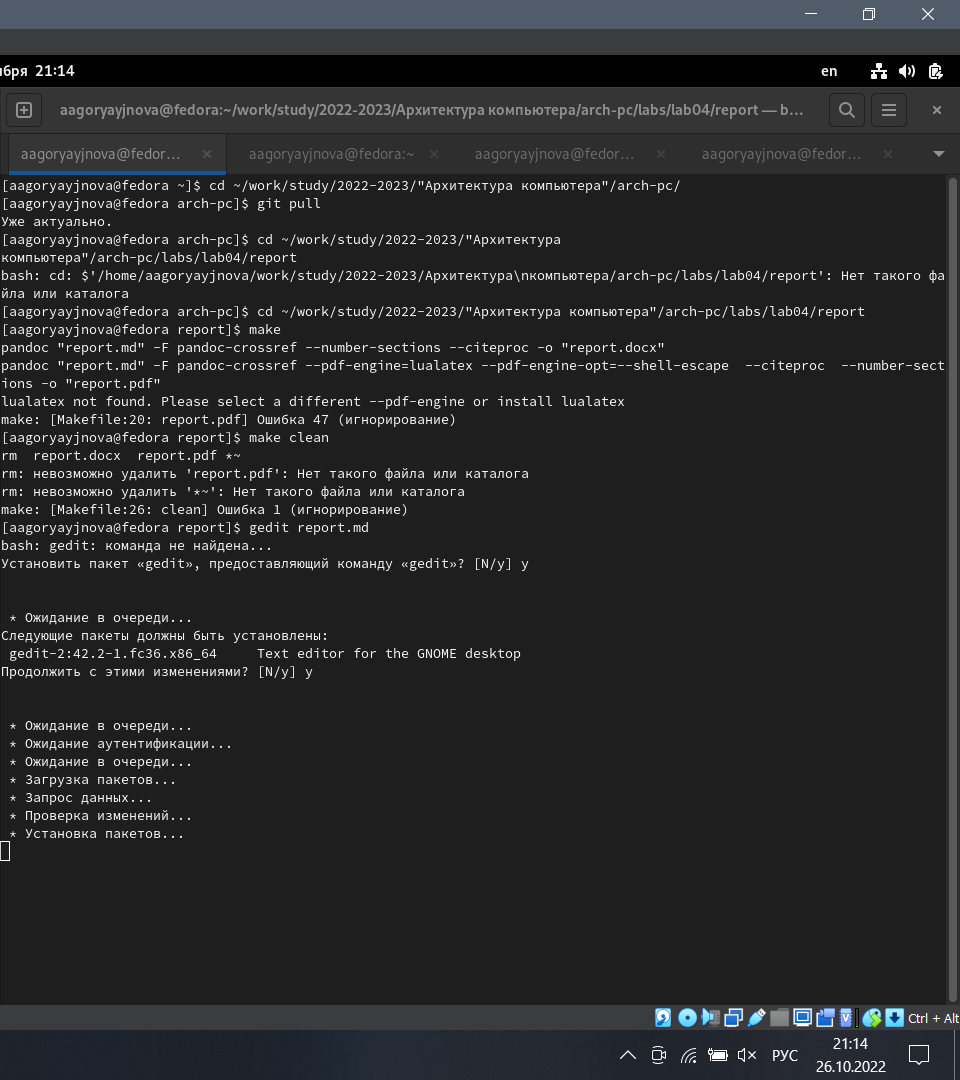 21:14
en
aagoryayjnova@fedora:~/work/study/2022-2023/Архитектура компьютера/arch-pc/labs/lab04/report — b...
aagoryayjnova@fedor... aagoryayjnova@fedora:~ aagoryayjnova@fedor... aagoryayjnova@fedor...
[aagoryayjnova@fedora ~]$ cd ~/work/study/2022-2023/"Архитектура компьютера"/arch-pc/
[aagoryayjnova@fedora arch-pc]$ git pull
Уже актуально.
[aagoryayjnova@fedora arch-pc]$ cd ~/work/study/2022-2023/"Архитектура
компьютера"/arch-pc/labs/lab04/report
bash: cd: $'/home/aagoryayjnova/work/study/2022-2023/Архитектура\nкомпьютера/arch-pc/labs/lab04/report': Нет такого фа
йла или каталога
[aagoryayjnova@fedora arch-pc]$ cd ~/work/study/2022-2023/"Архитектура компьютера"/arch-pc/labs/lab04/report
[aagoryayjnova@fedora report]$ make
pandoc "report.md" -F pandoc-crossref --number-sections --citeproc -o "report.docx"
pandoc "report.md" -F pandoc-crossref --pdf-engine=lualatex --pdf-engine-opt=--shell-escape  --citeproc  --number-sect
ions -o "report.pdf"
lualatex not found. Please select a different --pdf-engine or install lualatex
make: [Makefile:20: report.pdf] Ошибка 47 (игнорирование)
[aagoryayjnova@fedora report]$ make clean
rm  report.docx  report.pdf *~
rm: невозможно удалить 'report.pdf': Нет такого файла или каталога
rm: невозможно удалить '*~': Нет такого файла или каталога
make: [Makefile:26: clean] Ошибка 1 (игнорирование)
[aagoryayjnova@fedora report]$ gedit report.md
bash: gedit: команда не найдена...
Установить пакет «gedit», предоставляющий команду «gedit»? [N/y] y
* Ожидание в очереди...
Следующие пакеты должны быть установлены:
gedit-2:42.2-1.fc36.x86_64     Text editor for the GNOME desktop
Продолжить с этими изменениями? [N/y] y
* Ожидание в очереди...
* Ожидание аутентификации...
* Ожидание в очереди...
* Загрузка пакетов...
* Запрос данных...
* Проверка изменений...
* Установка пакетов...
Ctrl + Alt
РУС
21:14
26.10.2022